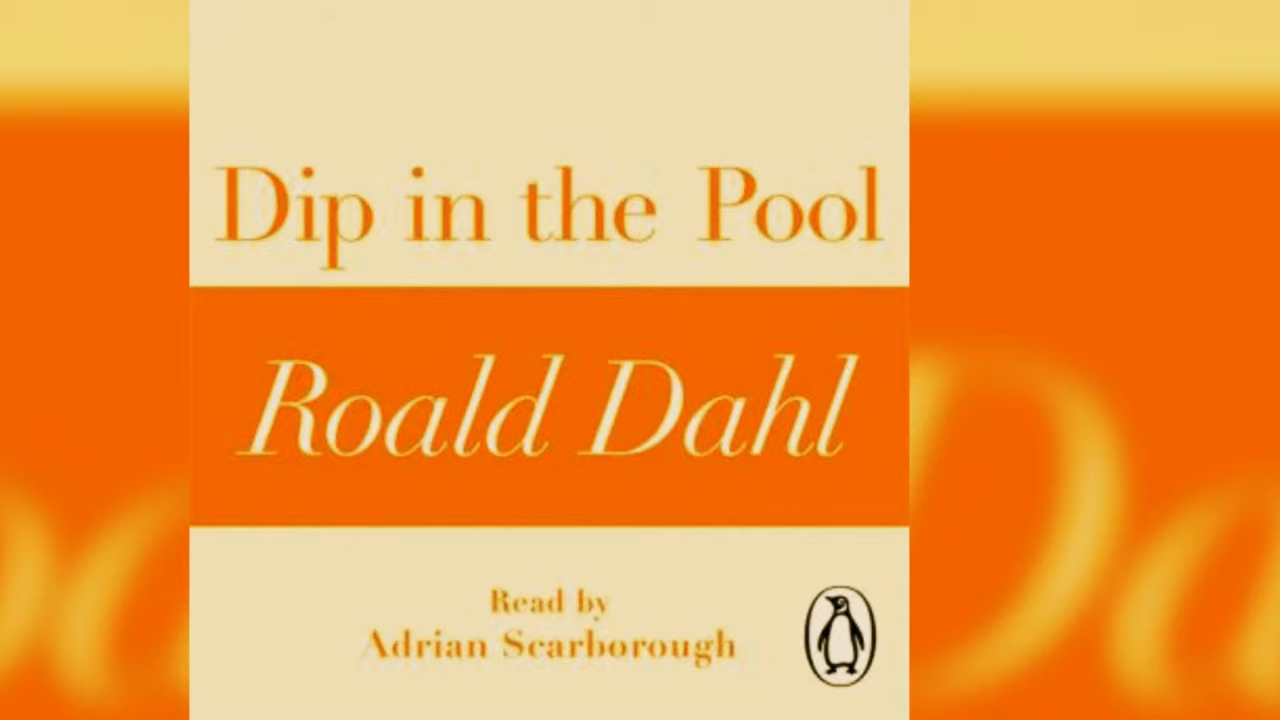 Dip in the Pool
Roald Dahl
Read by
Adrian Scarborough